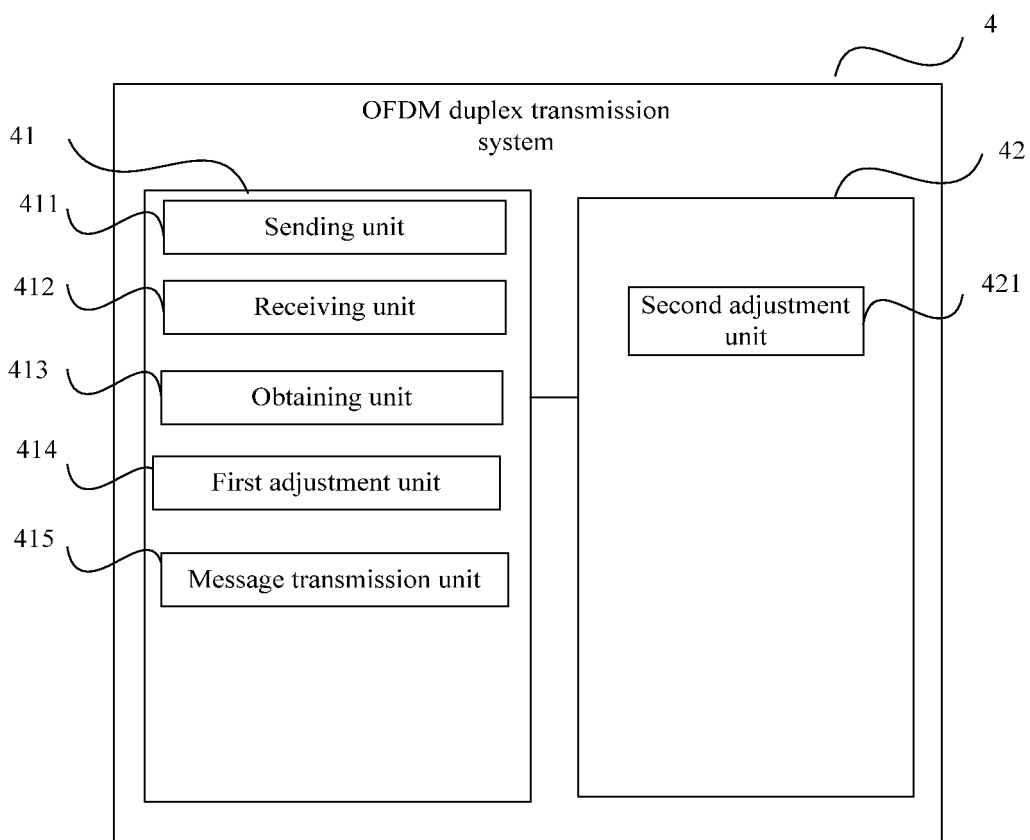 4
OFDM duplex transmission
system
41
42
411
Sending unit
412
Receiving unit
421
Second adjustment
unit
413
Obtaining unit
414
First adjustment unit
415
Message transmission unit